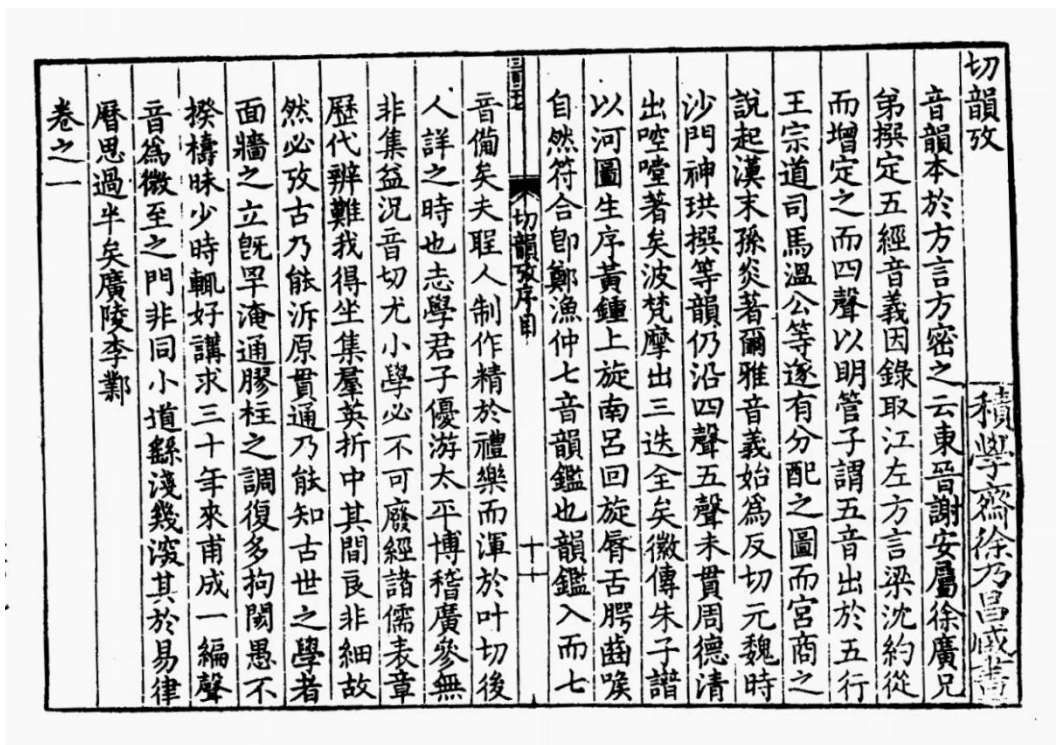 切韻攷
積學齋徐乃昌藏書
音韻本於方言方密之云東晉謝安屬徐廣兄
弟撰定五經音義因錄取江左方言梁沈約從
而增定之而四聲以明管子謂五音出於五行
王宗道司馬溫公等遂有分配之圖而宮商之
說起漢末孫炎著爾雅音義始爲反切元魏時
沙門神珙撰等韻仍沿四聲五聲未貫周德清
出啌嘡著矣波梵摩出三迭全矣徽傳朱子譜
以河圖生序黃鍾上旋南呂回旋脣舌腭齒喉
自然符合卽鄭漁仲七音韻鑑也韻鑑入而七
三百二十七
切韻攷序目
十一
音備矣夫聖人制作精於禮樂而渾於叶切後
人詳之時也志學君子優游太平博稽廣參無
非集益況音切尤小學必不可廢經諸儒表章
歷代辨難我得坐集羣英折中其間良非細故
然必攷古乃能泝原貫通乃能知古世之學者
面牆之立旣罕淹通膠柱之調復多拘閡愚不
揆檮昧少時輒好講求三十年來甫成一編聲
音爲微至之門非同小道繇淺幾深其於易律
曆思過半矣廣陵李鄴
卷之一